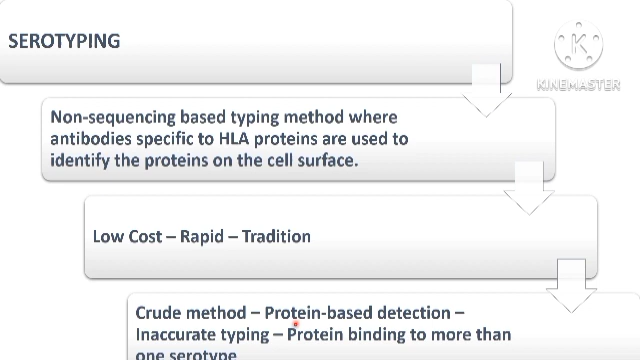 SEROTYPING
KINEMASTER
Non-sequencing based typing method where
antibodies specific to HLA proteins are used to
identify the proteins on the cell surface.
Low Cost – Rapid – Tradition
Crude method – Protein-based detection –
Inaccurate typing – Protein binding to more than
one serotype